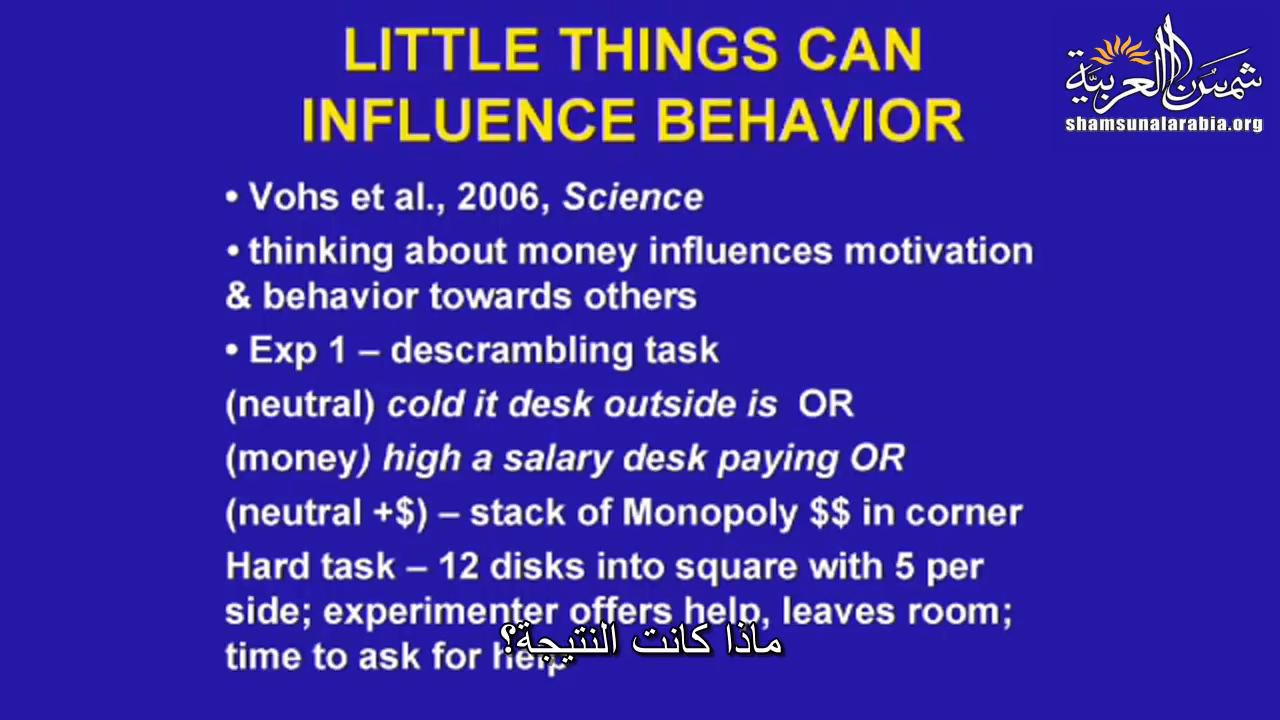 LITTLE THINGS CAN
INFLUENCE BEHAVIOR
شمس العربية
shamsunalarabia.org
• Vohs et al., 2006, Science
• thinking about money influences motivation
& behavior towards others
• Exp 1 – descrambling task
(neutral) cold it desk outside is OR
(money) high a salary desk paying OR
(neutral +$) – stack of Monopoly $$ in corner
Hard task – 12 disks into square with 5 per
side; experimenter offers help, leaves room;
time to ask for help
ماذا كانت النتيجة؟